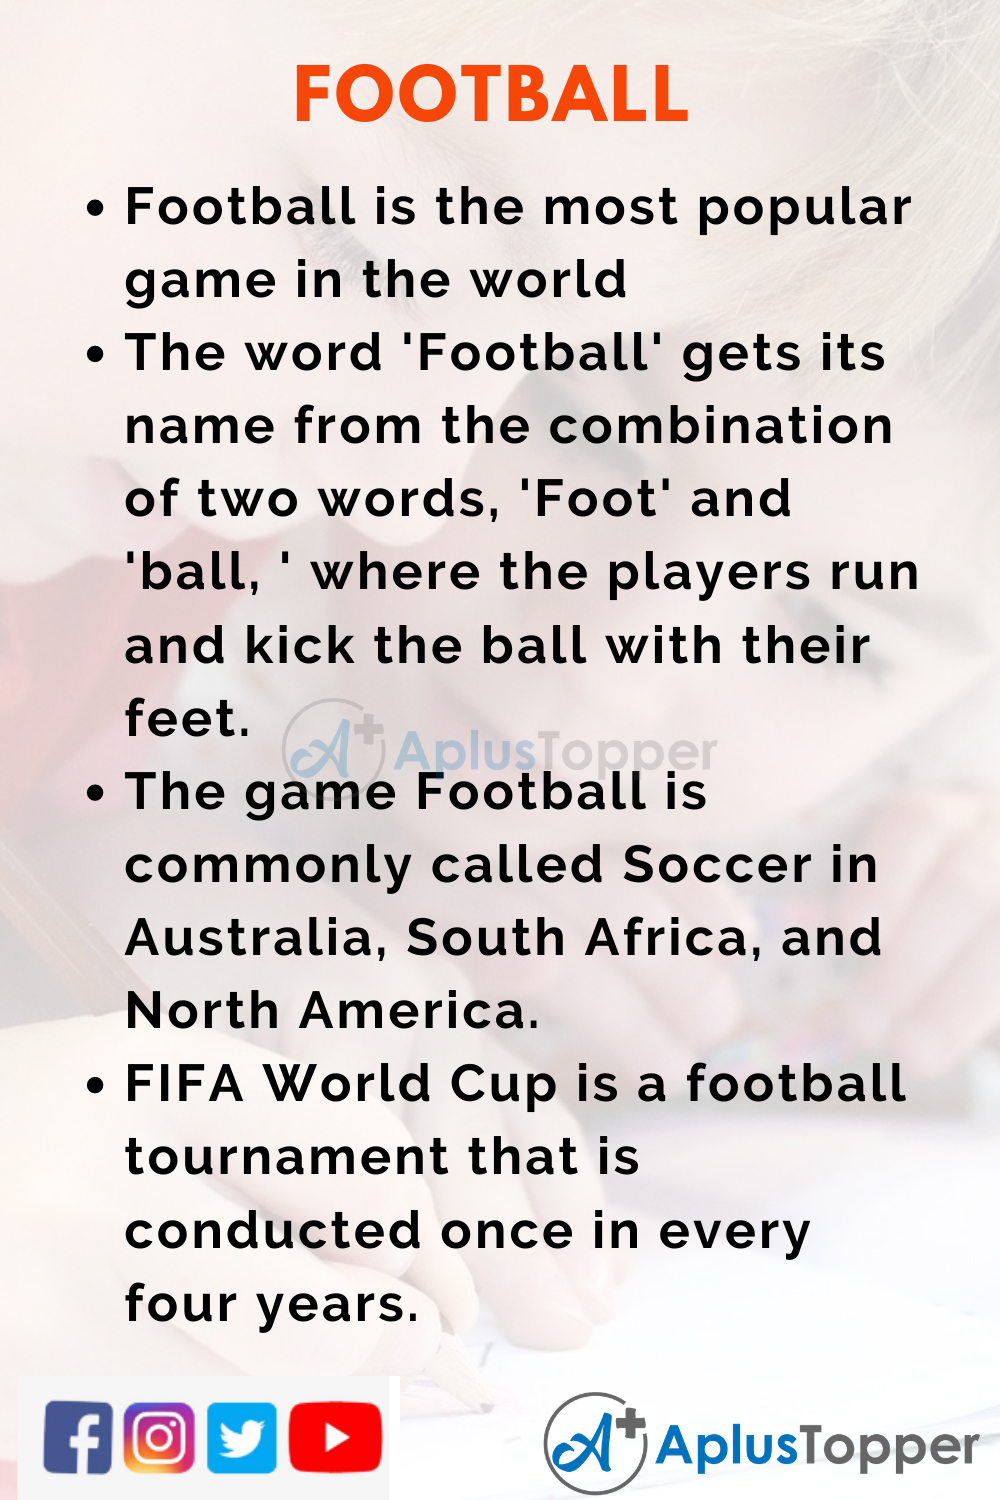 FOOTBALL
• Football is the most popular
game in the world
• The word 'Football' gets its
name from the combination
of two words, 'Foot' and
'ball, ' where the players run
and kick the ball with their
feet.
AplusTopper
• The game Football is
commonly called Soccer in
Australia, South Africa, and
North America.
• FIFA World Cup is a football
tournament that is
conducted once in every
four years.
AplusTopper